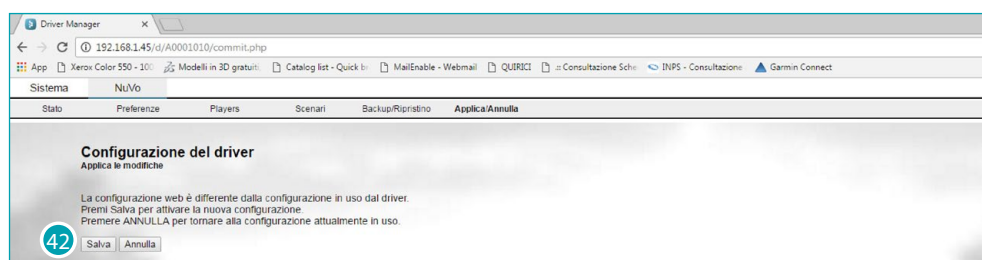 Driver Manager
192.168.1.45/d/A0001010/commit.php
App Xerox Color 550 - 100 Modelli in 3D gratuiti Catalog list - Quick b MailEnable - Webmail QUIRICI .:: Consultazione Sche INPS - Consultazione Garmin Connect
Sistema NuVo
Stato Preferenze Players Scenari Backup/Ripristino Applica/Annulla
Configurazione del driver
Applica le modifiche
La configurazione web è differente dalla configurazione in uso dal driver.
Premi Salva per attivare la nuova configurazione.
Premere ANNULLA per tornare alla configurazione attualmente in uso.
42 Salva Annulla